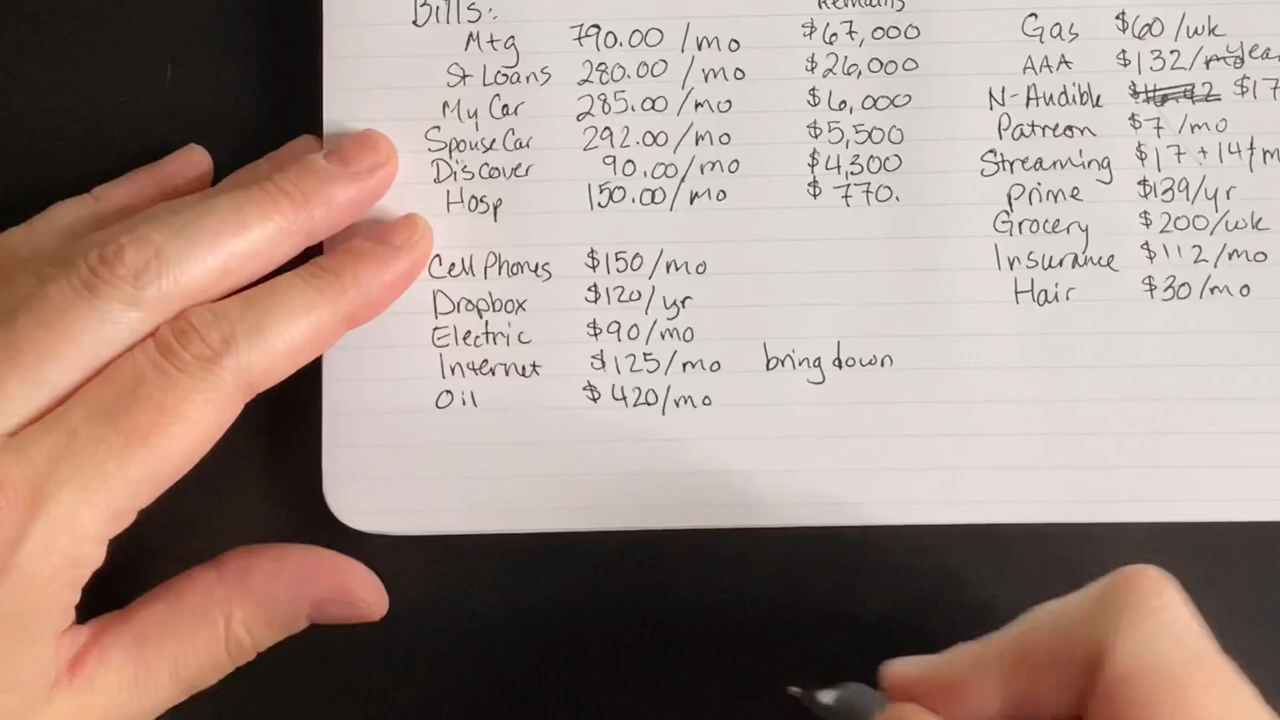 Bills:
Remains
Mtg 790.00 /mo $67,000
St Loans 280.00 /mo $26,000
My Car 285.00/mo $6,000
Spouse Car 292.00/mo $5,500
Discover 90.00/mo $4,300
Hosp 150.00/mo $770.
Cell Phones $150/mo
Dropbox $120/yr
Electric $90/mo
Internet $125/mo bring down
Oil $420/mo
Gas $60/wk
AAA $132/
N-Audible $17
Patreon $7/mo
Streaming $17+14/m
Prime $139/yr
Grocery $200/wk
Insurance $112/mo
Hair $30/mo